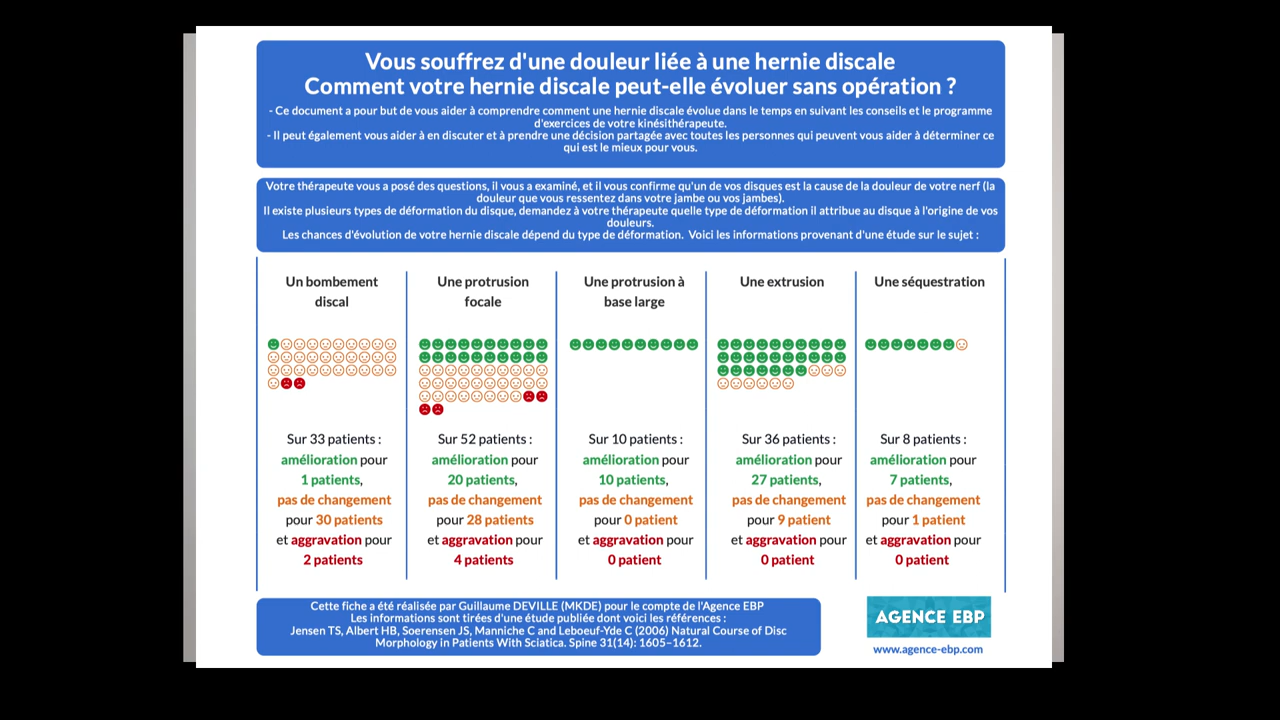 Vous souffrez d'une douleur liée à une hernie discale
Comment votre hernie discale peut-elle évoluer sans opération ?
- Ce document a pour but de vous aider à comprendre comment une hernie discale évolue dans le temps en suivant les conseils et le programme
d'exercices de votre kinésithérapeute.
- Il peut également vous aider à en discuter et à prendre une décision partagée avec toutes les personnes qui peuvent vous aider à déterminer ce
qui est le mieux pour vous.
Votre thérapeute vous a posé des questions, il vous a examiné, et il vous confirme qu'un de vos disques est la cause de la douleur de votre nerf (la
douleur que vous ressentez dans votre jambe ou vos jambes).
Il existe plusieurs types de déformation du disque, demandez à votre thérapeute quelle type de déformation il attribue au disque à l'origine de vos
douleurs.
Les chances d'évolution de votre hernie discale dépend du type de déformation. Voici les informations provenant d'une étude sur le sujet :
Un bombement
discal
Sur 33 patients :
amélioration pour
1 patients,
pas de changement
pour 30 patients
et aggravation pour
2 patients
Une protrusion
focale
Sur 52 patients :
amélioration pour
20 patients,
pas de changement
pour 28 patients
et aggravation pour
4 patients
Une protrusion à
base large
Sur 10 patients :
amélioration pour
10 patients,
pas de changement
pour 0 patient
et aggravation pour
0 patient
Une extrusion
Sur 36 patients :
amélioration pour
27 patients,
pas de changement
pour 9 patient
et aggravation pour
0 patient
Une séquestration
Sur 8 patients :
amélioration pour
7 patients,
pas de changement
pour 1 patient
et aggravation pour
0 patient
Cette fiche a été réalisée par Guillaume DEVILLE (MKDE) pour le compte de l'Agence EBP
Les informations sont tirées d'une étude publiée dont voici les références :
Jensen TS, Albert HB, Soerensen JS, Manniche C and Leboeuf-Yde C (2006) Natural Course of Disc
Morphology in Patients With Sciatica. Spine 31(14): 1605–1612.
AGENCE EBP
www.agence-ebp.com